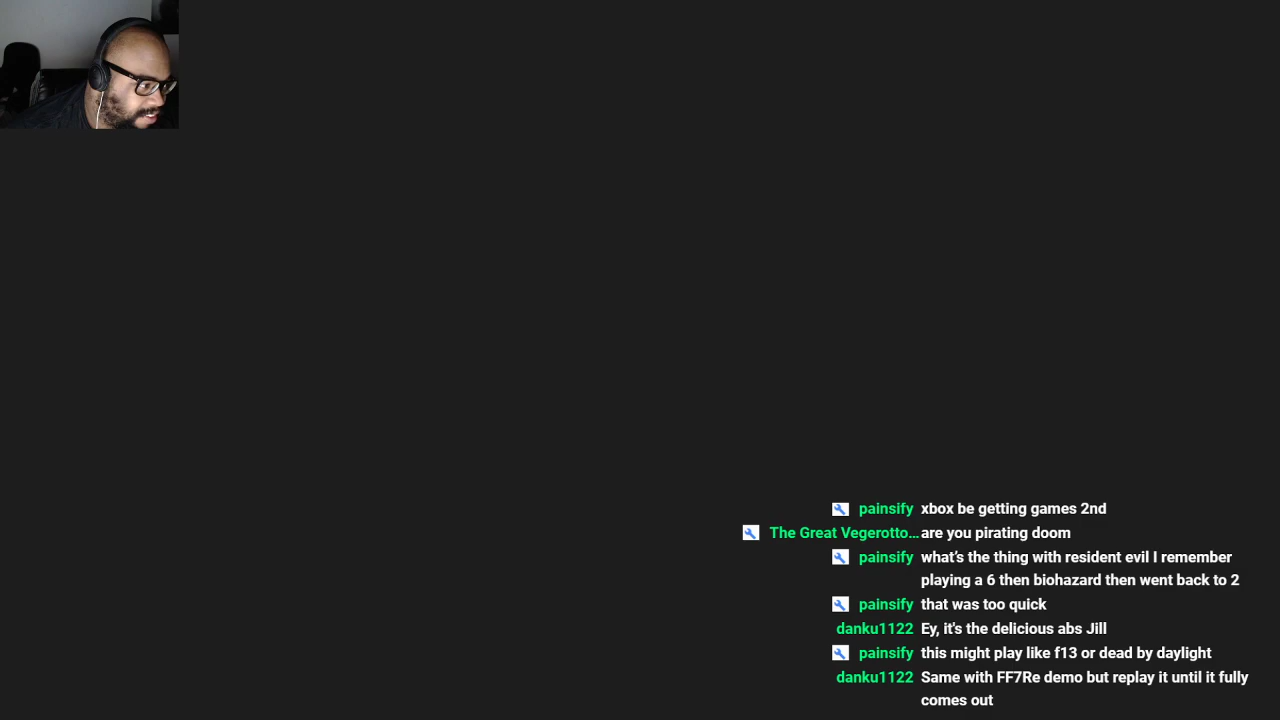 painsify xbox be getting games 2nd
The Great Vegerotto... are you pirating doom
painsify what's the thing with resident evil I remember
playing a 6 then biohazard then went back to 2
painsify that was too quick
danku1122 Ey, it's the delicious abs Jill
painsify this might play like f13 or dead by daylight
danku1122 Same with FF7Re demo but replay it until it fully
comes out